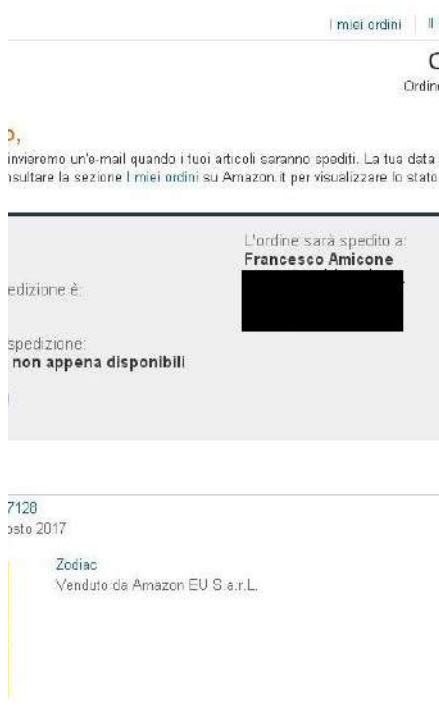 I miei ordini Il
C
Ordine
o,
invieremo un'e-mail quando i tuoi articoli saranno spediti. La tua data
nsultare la sezione I miei ordini su Amazon.it per visualizzare lo stato
L'ordine sarà spedito a:
Francesco Amicone
edizione è:
spedizione:
non appena disponibili
7128
osto 2017
Zodiac
Venduto da Amazon EU S.a.r.L.